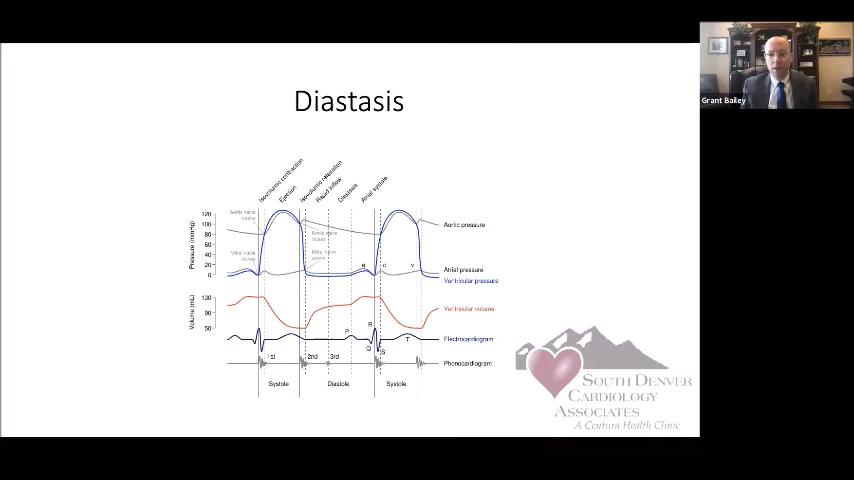 Diastasis
Grant Bailey
Isovolumic contraction
Ejection
Isovolumic relaxation
Rapid inflow
Diastasis
Atrial systole
Aortic valve
opens
Aortic valve
closes
Mitral valve
closes
Mitral valve
opens
Pressure (mmHg)
120
100
80
60
40
20
0
a
c
v
Aortic pressure
Atrial pressure
Ventricular pressure
Volume (mL)
130
90
50
Ventricular volume
R
P
Q
S
T
Electrocardiogram
1st
2nd
3rd
Phonocardiogram
Systole
Diastole
Systole
South Denver
Cardiology
Associates
A Centura Health Clinic